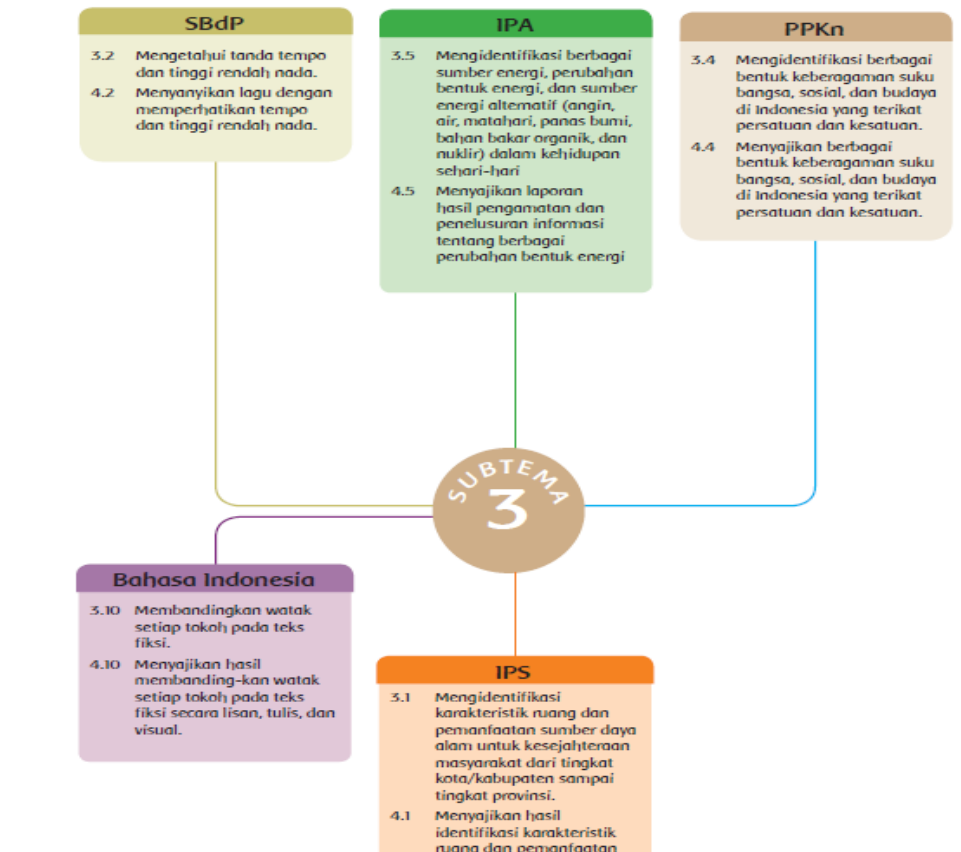 SBdP
3.2 Mengetahui tanda tempo
dan tinggi rendah nada.
4.2 Menyanyikan lagu dengan
memperhatikan tempo
dan tinggi rendah nada.
IPA
3.5 Mengidentifikasi berbagai
sumber energi, perubahan
bentuk energi, dan sumber
energi alternatif (angin,
air, matahari, panas bumi,
bahan bakar organik, dan
nuklir) dalam kehidupan
sehari-hari
4.5 Menyajikan laporan
hasil pengamatan dan
penelusuran informasi
tentang berbagai
perubahan bentuk energi
PPKn
3.4 Mengidentifikasi berbagai
bentuk keberagaman suku
bangsa, sosial, dan budaya
di Indonesia yang terikat
persatuan dan kesatuan.
4.4 Menyajikan berbagai
bentuk keberagaman suku
bangsa, sosial, dan budaya
di Indonesia yang terikat
persatuan dan kesatuan.
SUBTEMA
3
Bahasa Indonesia
3.10 Membandingkan watak
setiap tokoh pada teks
fiksi.
4.10 Menyajikan hasil
membanding-kan watak
setiap tokoh pada teks
fiksi secara lisan, tulis, dan
visual.
IPS
3.1 Mengidentifikasi
karakteristik ruang dan
pemanfaatan sumber daya
alam untuk kesejahteraan
masyarakat dari tingkat
kota/kabupaten sampai
tingkat provinsi.
4.1 Menyajikan hasil
identifikasi karakteristik
ruang dan pemanfaatan